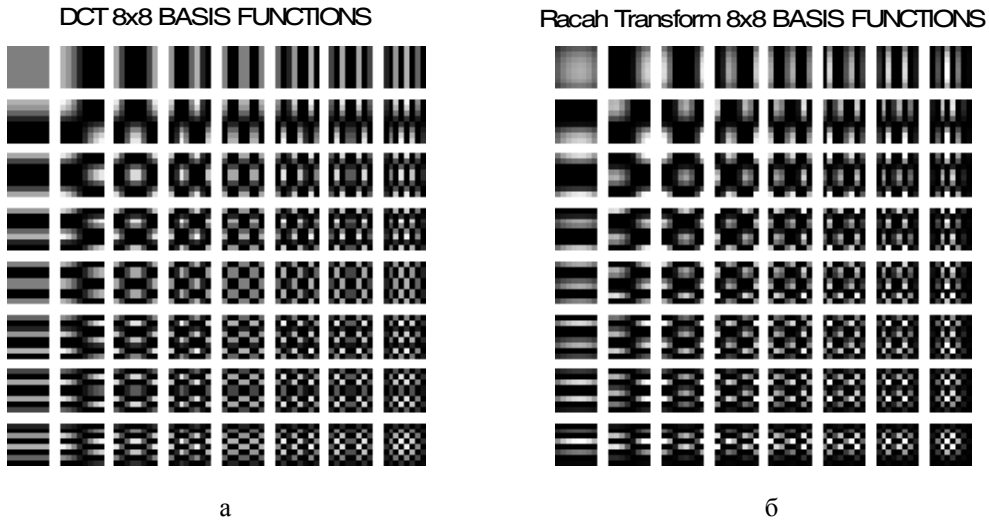 DCT 8x8 BASIS FUNCTIONS
Racah Transform 8x8 BASIS FUNCTIONS
а
б